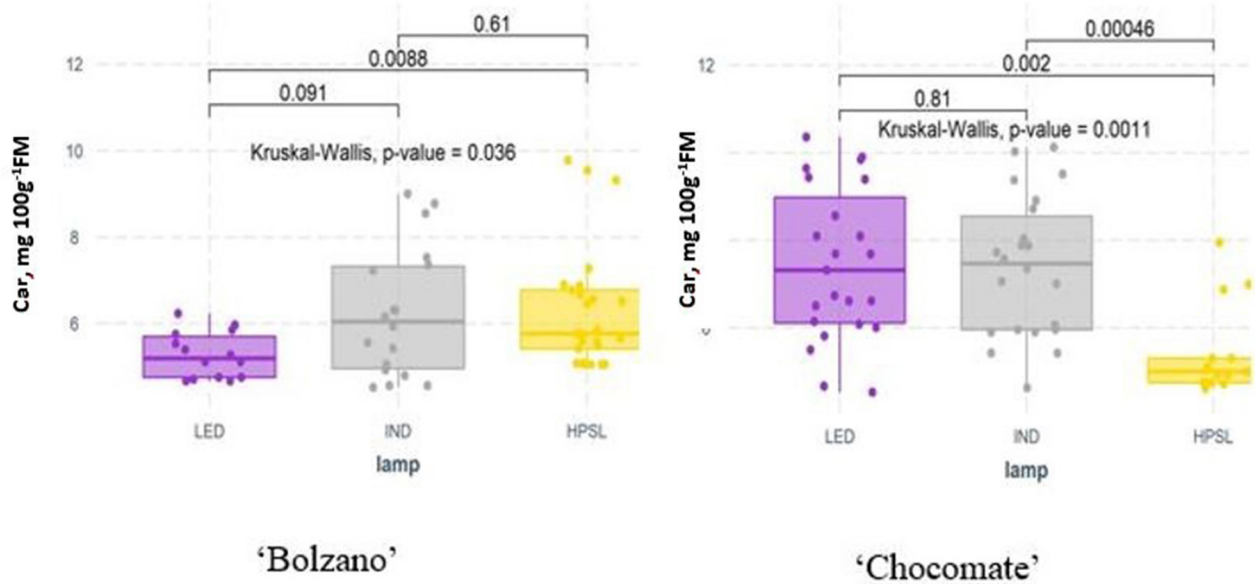 0.61
0.0088
12
0.091
Kruskal-Wallis, p-value = 0.036
10
8
6
Car, mg 100g⁻¹FM
LED IND HPSL
lamp
‘Bolzano’
0.00046
12
0.002
0.81
Kruskal-Wallis, p-value = 0.0011
Car, mg 100g⁻¹FM
LED IND HPSL
lamp
‘Chocomate’